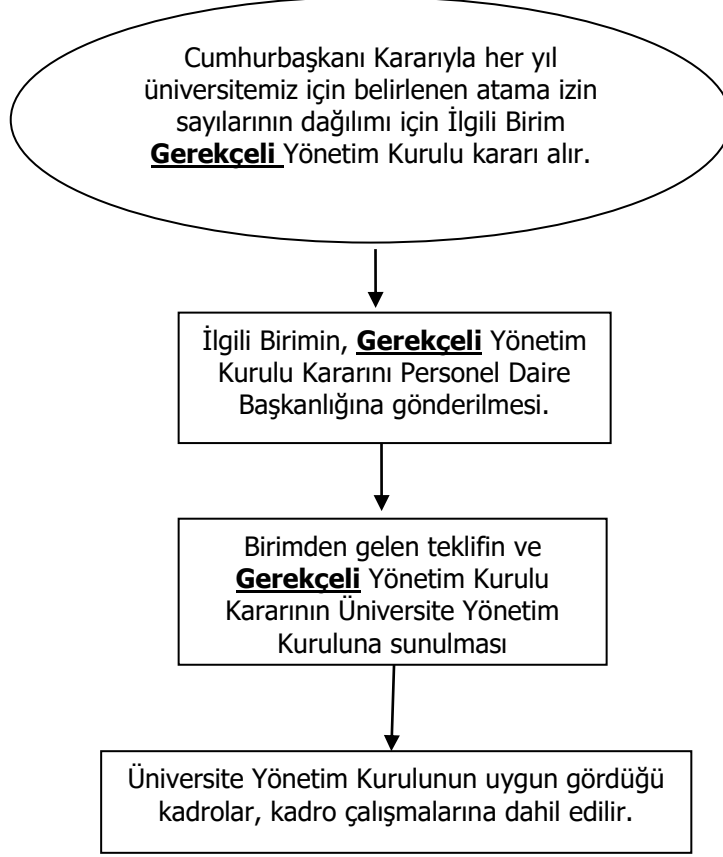 Cumhurbaşkanı Kararıyla her yıl
üniversitemiz için belirlenen atama izin
sayılarının dağılımı için İlgili Birim
Gerekçeli Yönetim Kurulu kararı alır.
İlgili Birimin, Gerekçeli Yönetim
Kurulu Kararını Personel Daire
Başkanlığına gönderilmesi.
Birimden gelen teklifin ve
Gerekçeli Yönetim Kurulu
Kararının Üniversite Yönetim
Kuruluna sunulması
Üniversite Yönetim Kurulunun uygun gördüğü
kadrolar, kadro çalışmalarına dahil edilir.